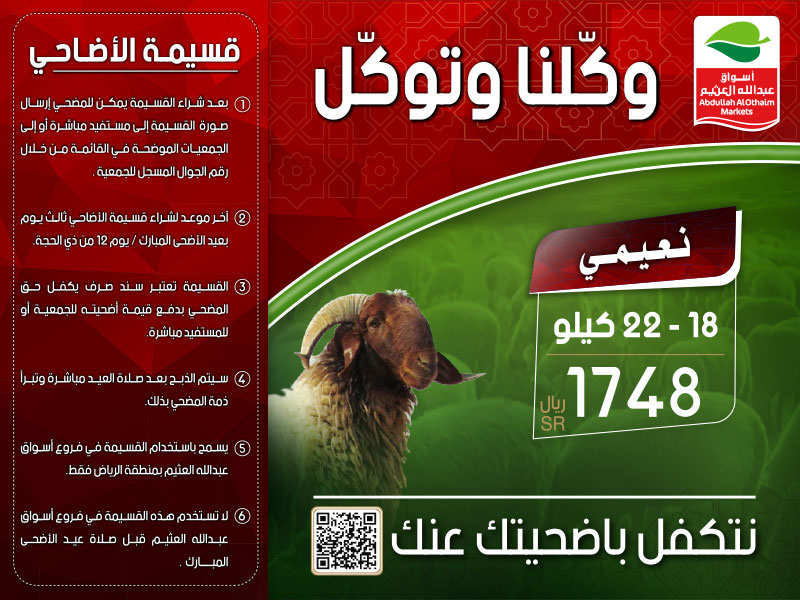 أسواق
عبدالله العثيم
Abdullah AlOthaim
Markets
وكّلنا وتوكّل
نعيمي
18 - 22 كيلو
1748
ريال
SR
نتكفل باضحيتك عنك
قسيمة الأضاحي
1 بعد شراء القسيمة يمكن للمضحي إرسال
صورة القسيمة إلى مستفيد مباشرة أو إلى
الجمعيات الموضحة في القائمة من خلال
رقم الجوال المسجل للجمعية .
2 آخر موعد لشراء قسيمة الأضاحي ثالث يوم
بعيد الأضحى المبارك / يوم 12 من ذي الحجة.
3 القسيمة تعتبر سند صرف يكفل حق
المضحي بدفع قيمة أضحيته للجمعية أو
للمستفيد مباشرة.
4 سيتم الذبح بعد صلاة العيد مباشرة وتبرأ
ذمة المضحي بذلك.
5 يسمح باستخدام القسيمة في فروع أسواق
عبدالله العثيم بمنطقة الرياض فقط.
6 لا تستخدم هذه القسيمة في فروع أسواق
عبدالله العثيم قبل صلاة عيد الأضحى
المبارك .